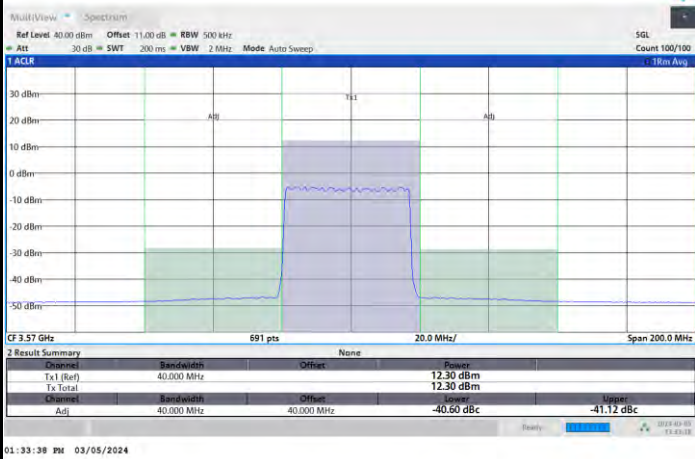 MultiView Spectrum
Ref Level 40.00 dBm Offset 11.00 dB RBW 500 kHz SGL
Att 30 dB SWT 200 ms VBW 2 MHz Mode Auto Sweep Count 100/100
1 ACLR 1Rm Avg
30 dBm
Tx1
20 dBm Adj Adj
10 dBm
0 dBm
-10 dBm
-20 dBm
-30 dBm
-40 dBm
-50 dBm
CF 3.57 GHz 691 pts 20.0 MHz/ Span 200.0 MHz
2 Result Summary None
Channel Bandwidth Offset Power
Tx1 (Ref) 40.000 MHz 12.30 dBm
Tx Total 12.30 dBm
Channel Bandwidth Offset Lower Upper
Adj 40.000 MHz 40.000 MHz -40.60 dBc -41.12 dBc
Ready
01:33:38 PM 03/05/2024